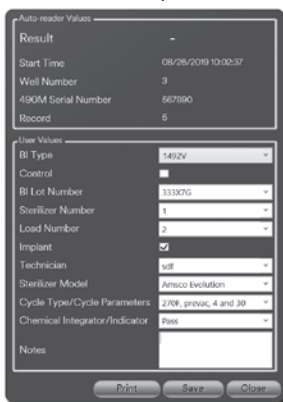 Auto-reader Values
Result -
Start Time 08/26/2019 10:02:37
Well Number 3
490M Serial Number 567890
Record 5
User Values
BI Type 1492V
Control
BI Lot Number 333X7G
Sterilizer Number 1
Load Number 2
Implant
Technician sdf
Sterilizer Model Amsco Evolution
Cycle Type/Cycle Parameters 270F, prevac, 4 and 30
Chemical Integrator/Indicator Pass
Notes
Print Save Close